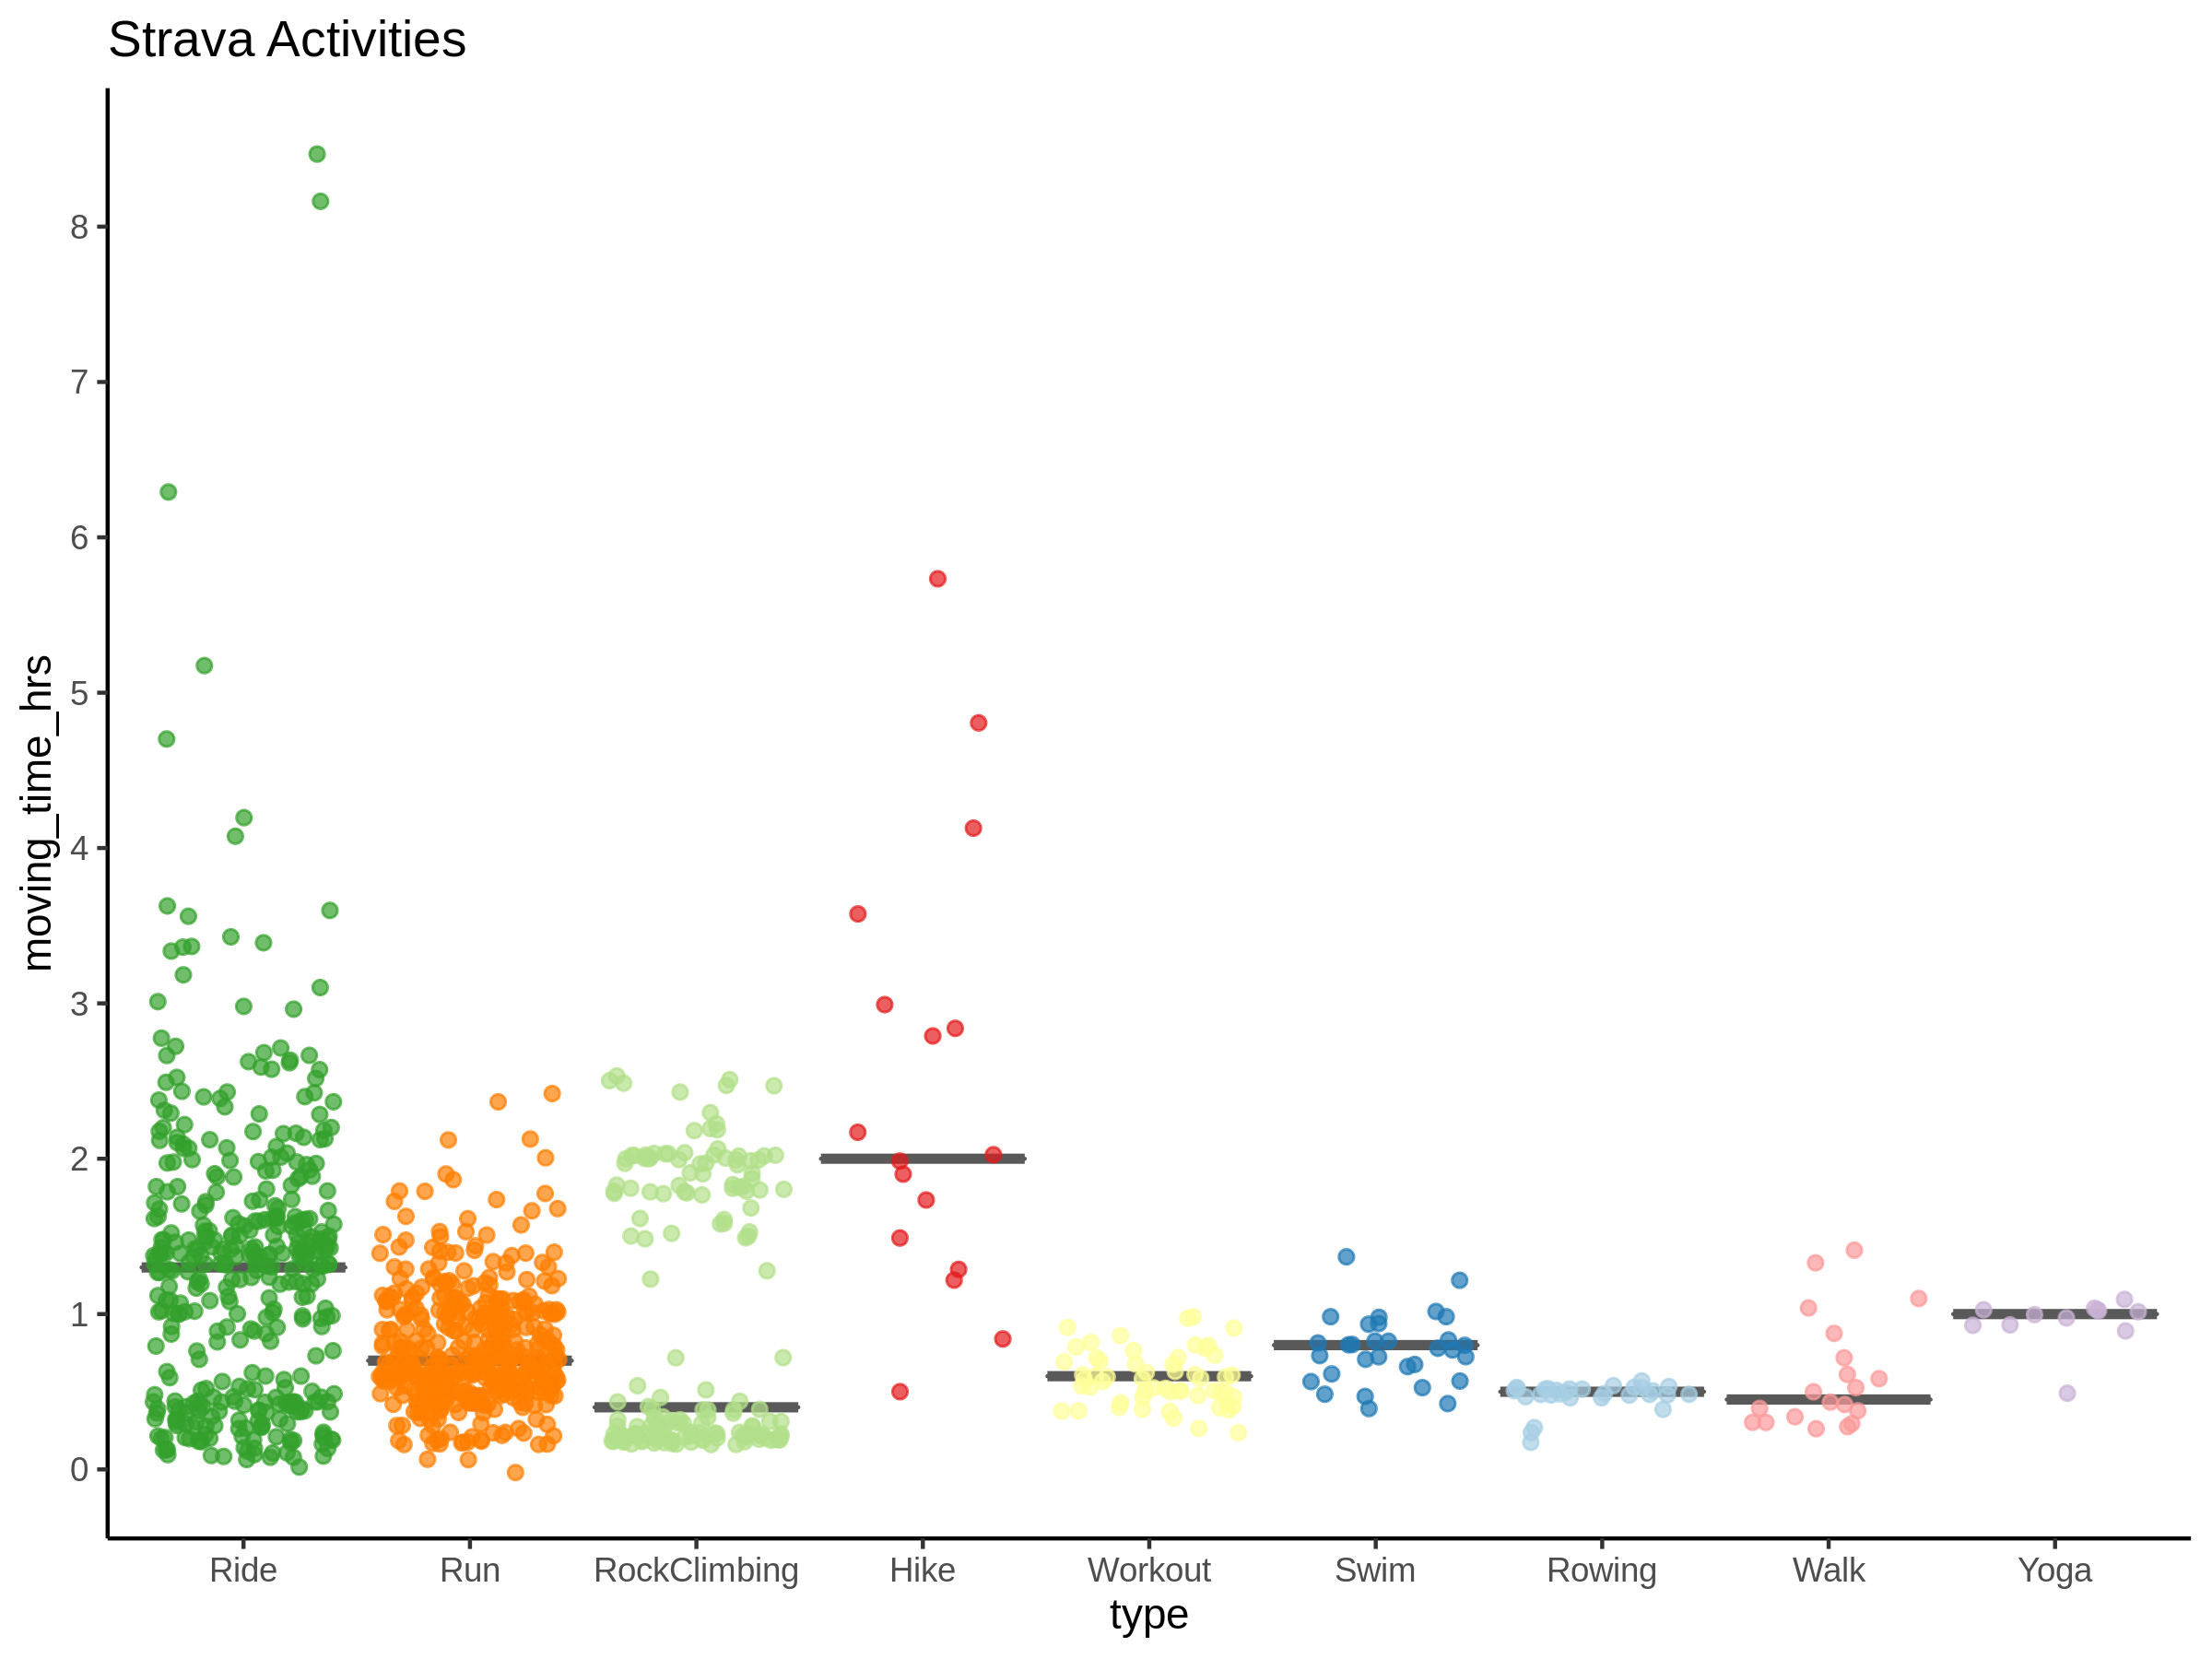 Strava Activities
moving_time_hrs
8
7
6
5
4
3
2
1
0
Ride Run RockClimbing Hike Workout Swim Rowing Walk Yoga
type